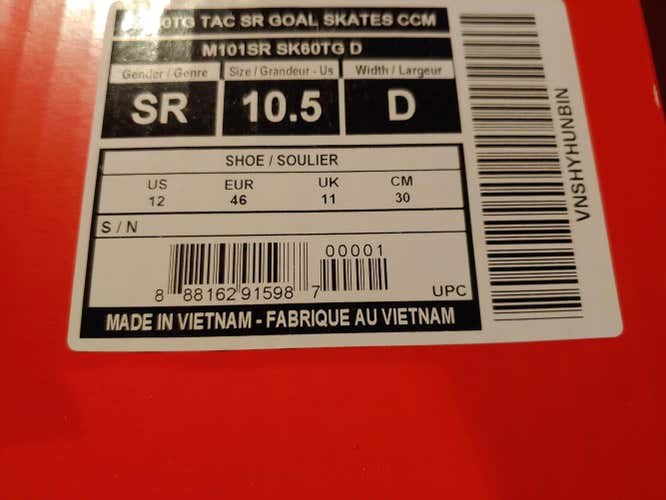 TAC SR GOAL SKATES CCM
M101SR SK60TG D
Gender / Genre Size / Grandeur - Us Width / Largeur
SR 10.5 D
SHOE / SOULIER
US EUR UK CM
12 46 11 30
S / N
00001
8 88162 91598 7 UPC
MADE IN VIETNAM - FABRIQUE AU VIETNAM
VNSHYHUNBIN